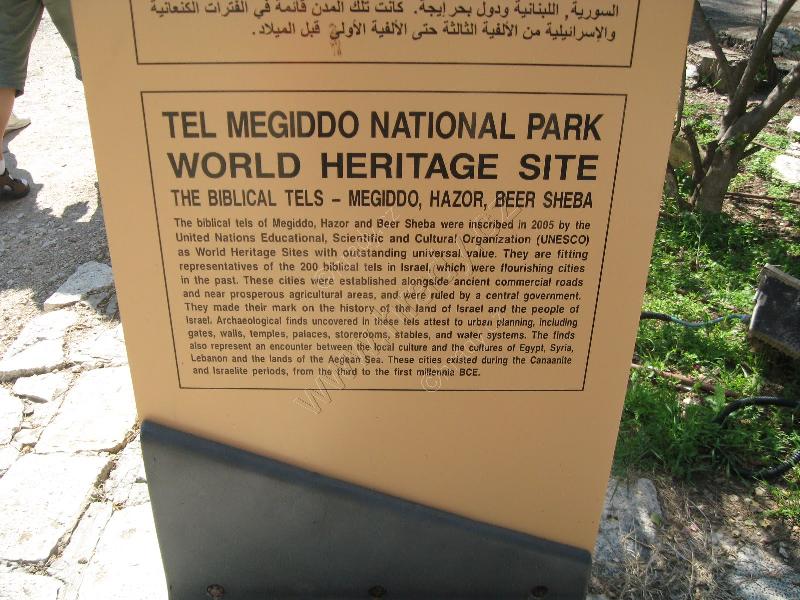 السورية, اللبنانية ودول بحر إيجة. كانت تلك المدن قائمة في الفترات الكنعانية
والإسرائيلية من الألفية الثالثة حتى الألفية الأولى قبل الميلاد.
TEL MEGIDDO NATIONAL PARK
WORLD HERITAGE SITE
THE BIBLICAL TELS – MEGIDDO, HAZOR, BEER SHEBA
The biblical tels of Megiddo, Hazor and Beer Sheba were inscribed in 2005 by the
United Nations Educational, Scientific and Cultural Organization (UNESCO)
as World Heritage Sites with outstanding universal value. They are fitting
representatives of the 200 biblical tels in Israel, which were flourishing cities
in the past. These cities were established alongside ancient commercial roads
and near prosperous agricultural areas, and were ruled by a central government.
They made their mark on the history of the land of Israel and the people of
Israel. Archaeological finds uncovered in these tels attest to urban planning, including
gates, walls, temples, palaces, storerooms, stables, and water systems. The finds
also represent an encounter between the local culture and the cultures of Egypt, Syria,
Lebanon and the lands of the Aegean Sea. These cities existed during the Canaanite
and Israelite periods, from the third to the first millennia BCE.